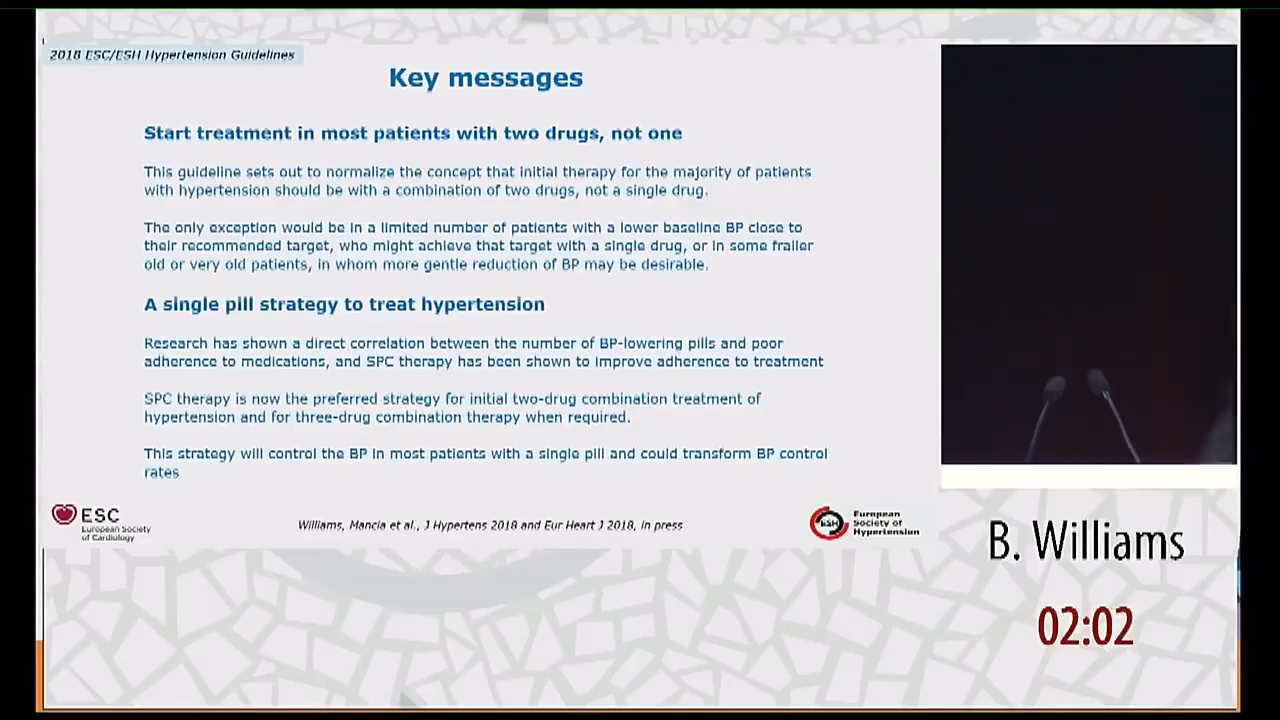 2018 ESC/ESH Hypertension Guidelines
Key messages
Start treatment in most patients with two drugs, not one
This guideline sets out to normalize the concept that initial therapy for the majority of patients
with hypertension should be with a combination of two drugs, not a single drug.
The only exception would be in a limited number of patients with a lower baseline BP close to
their recommended target, who might achieve that target with a single drug, or in some frailer
old or very old patients, in whom more gentle reduction of BP may be desirable.
A single pill strategy to treat hypertension
Research has shown a direct correlation between the number of BP-lowering pills and poor
adherence to medications, and SPC therapy has been shown to improve adherence to treatment
SPC therapy is now the preferred strategy for initial two-drug combination treatment of
hypertension and for three-drug combination therapy when required.
This strategy will control the BP in most patients with a single pill and could transform BP control
rates
ESC
European Society
of Cardiology
Williams, Mancia et al., J Hypertens 2018 and Eur Heart J 2018, in press
ESH
European
Society of
Hypertension
B. Williams
02:02